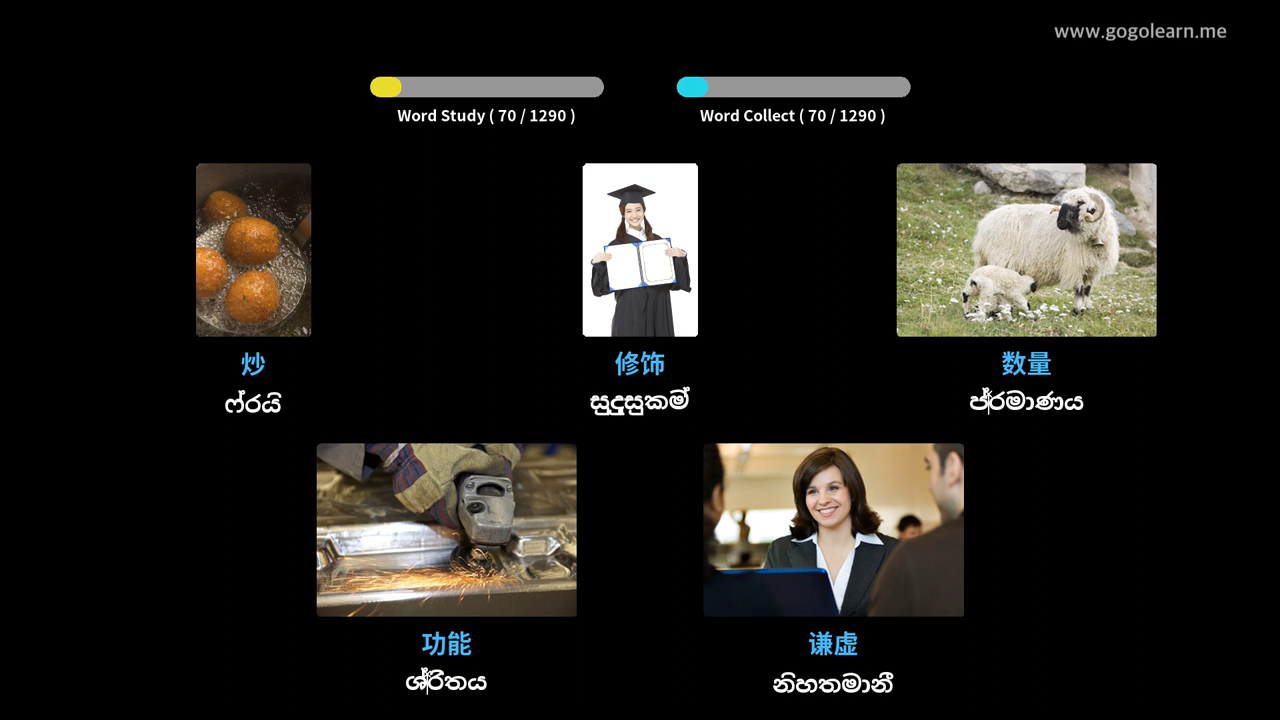 www.gogolearn.me
Word Study ( 70 / 1290 )
Word Collect ( 70 / 1290 )
炒
ෆ්රයි
修饰
සුදුසුකම්
数量
ප්‍රමාණය
功能
ශ්‍රිතය
谦虚
නිහතමානී